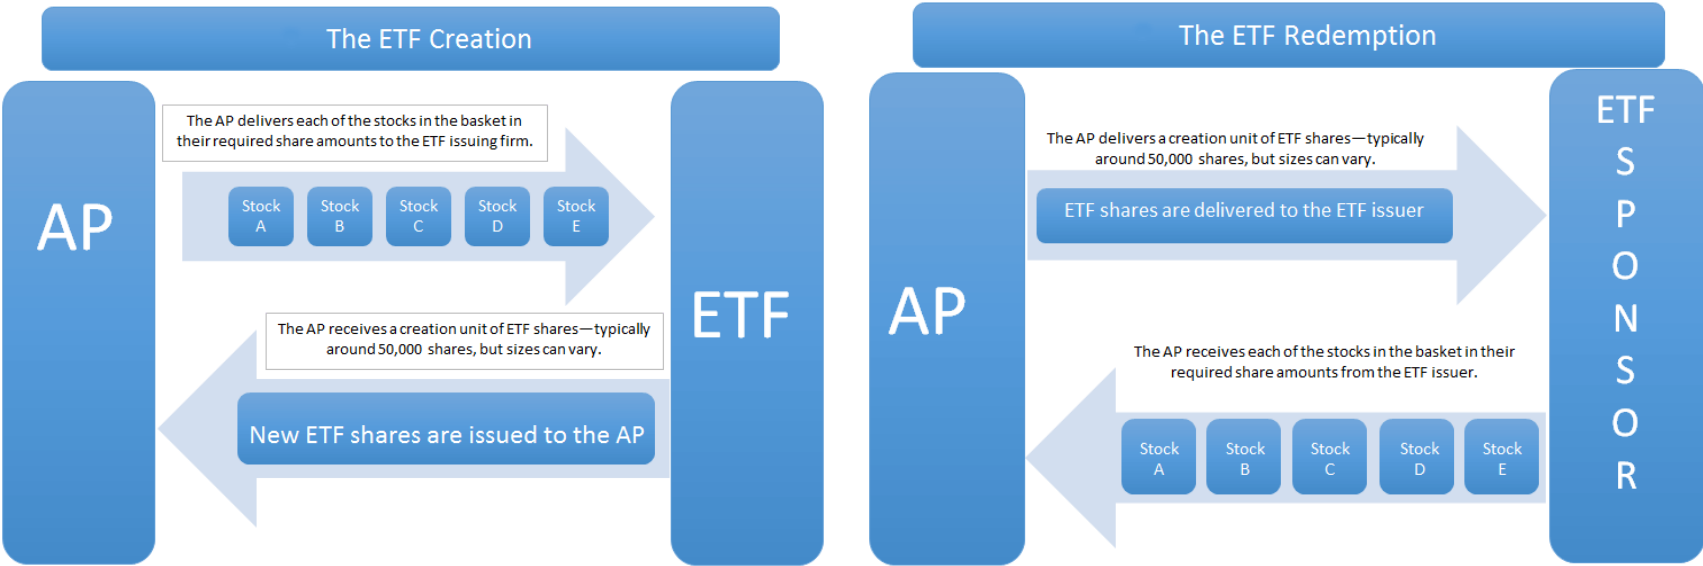 The ETF Creation
AP
The AP delivers each of the stocks in the basket in
their required share amounts to the ETF issuing firm.
Stock
A
Stock
B
Stock
C
Stock
D
Stock
E
The AP receives a creation unit of ETF shares—typically
around 50,000 shares, but sizes can vary.
New ETF shares are issued to the AP
ETF
The ETF Redemption
AP
The AP delivers a creation unit of ETF shares—typically
around 50,000 shares, but sizes can vary.
ETF shares are delivered to the ETF issuer
The AP receives each of the stocks in the basket in their
required share amounts from the ETF issuer.
Stock
A
Stock
B
Stock
C
Stock
D
Stock
E
ETF
S
P
O
N
S
O
R